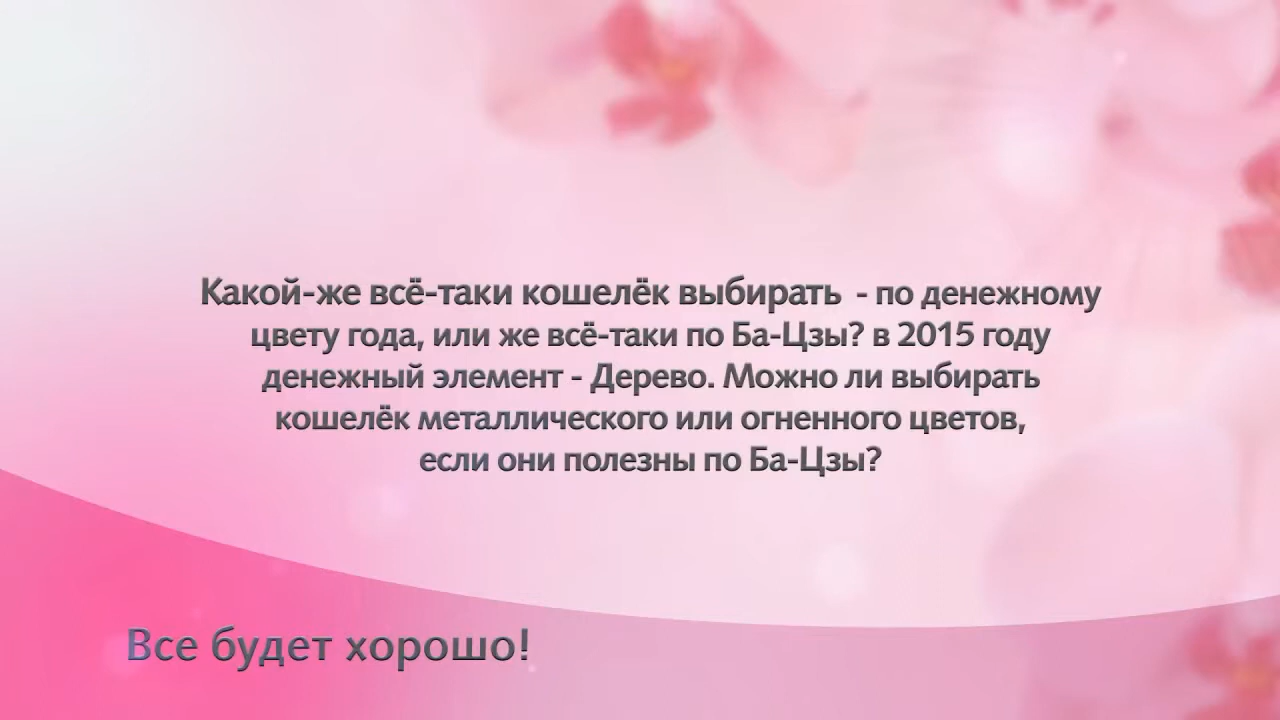 Какой-же всё-таки кошелёк выбирать - по денежному
цвету года, или же всё-таки по Ба-Цзы? в 2015 году
денежный элемент - Дерево. Можно ли выбирать
кошелёк металлического или огненного цветов,
если они полезны по Ба-Цзы?
Все будет хорошо!